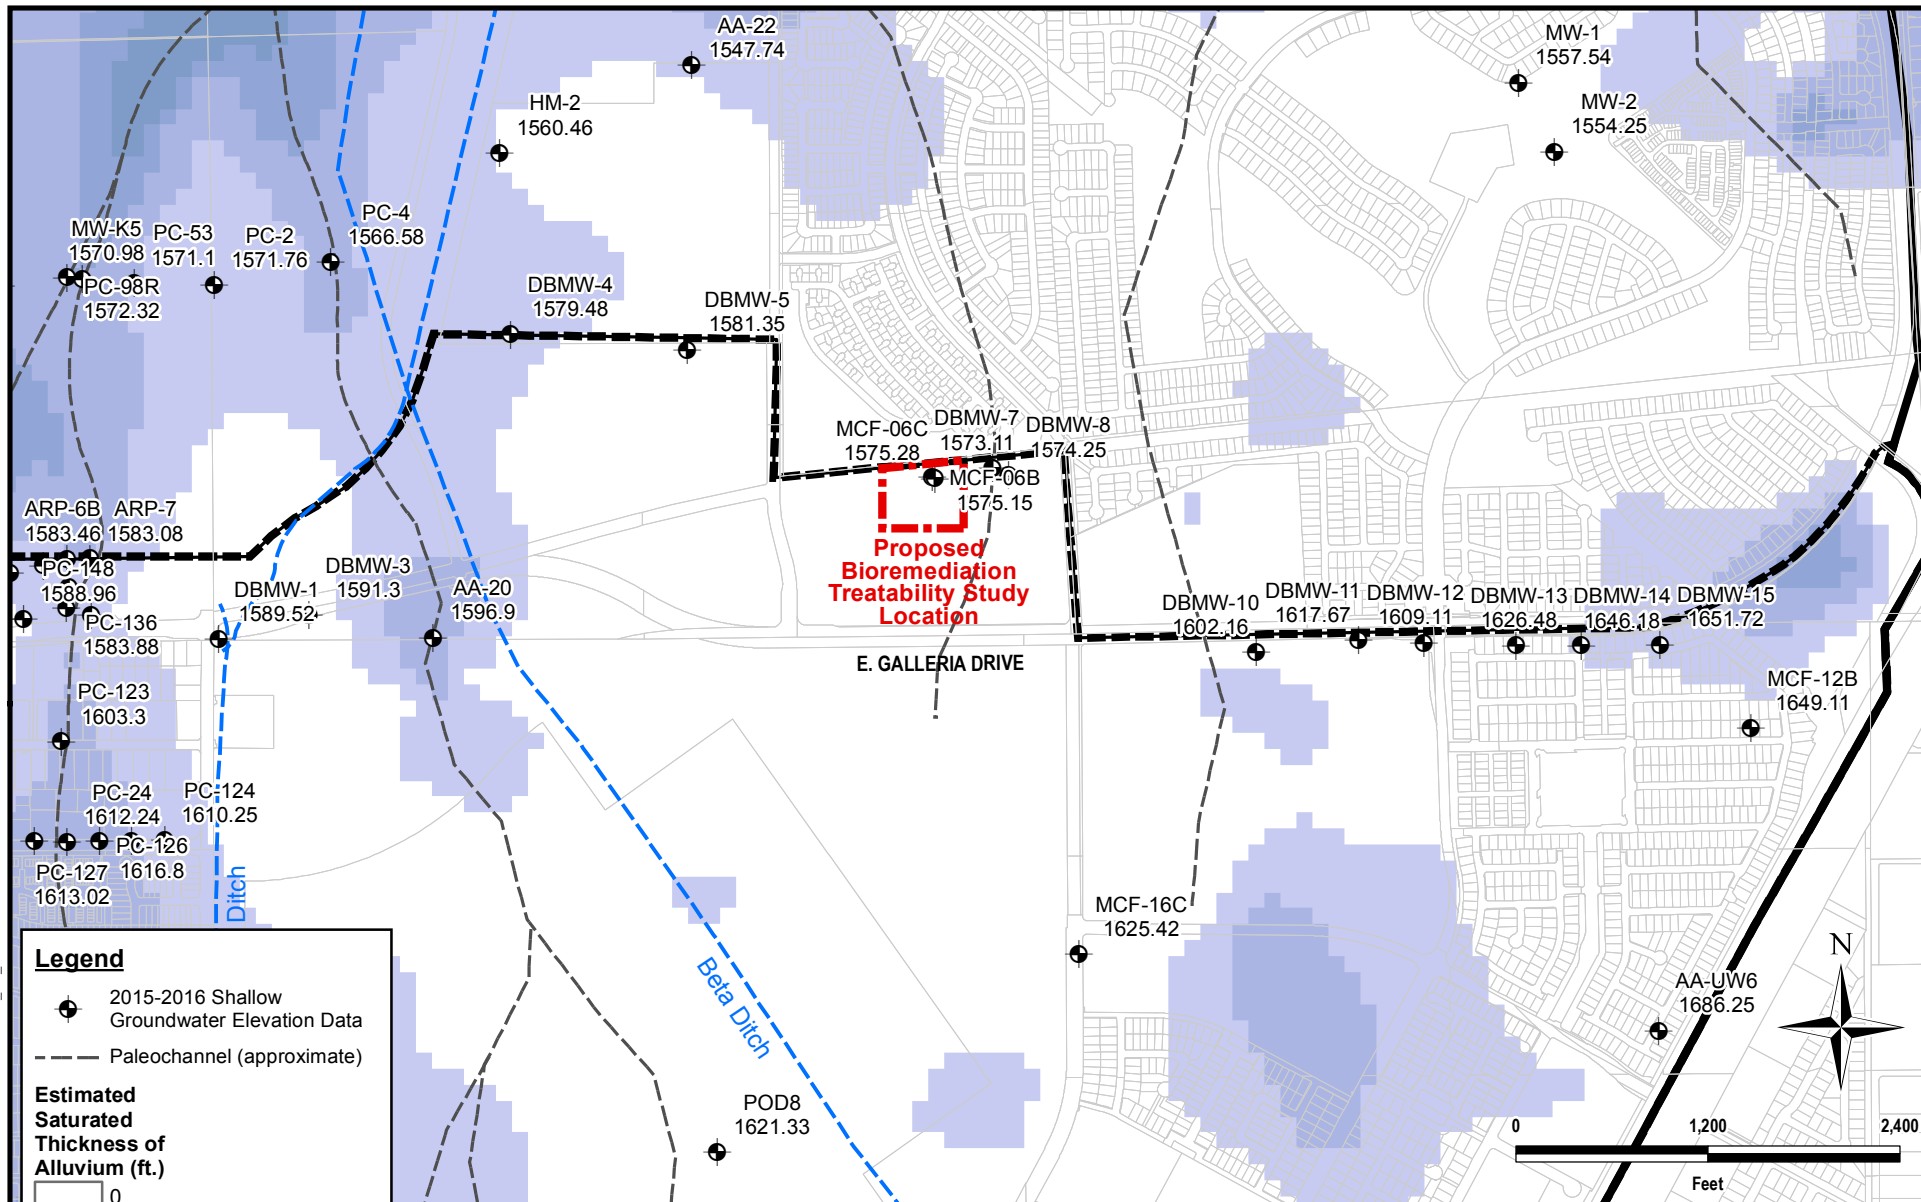 AA-22
1547.74
MW-1
1557.54
HM-2
1560.46
MW-2
1554.25
MW-K5
1570.98
PC-53
1571.1
PC-2
1571.76
PC-4
1566.58
PC-98R
1572.32
DBMW-4
1579.48
DBMW-5
1581.35
MCF-06C
1575.28
DBMW-7
1573.11
DBMW-8
1574.25
MCF-06B
1575.15
ARP-6B
1583.46
ARP-7
1583.08
PC-148
1588.96
PC-136
1583.88
DBMW-1
1589.52
DBMW-3
1591.3
AA-20
1596.9
Proposed
Bioremediation
Treatability Study
Location
E. GALLERIA DRIVE
DBMW-10
1602.16
DBMW-11
1617.67
DBMW-12
1609.11
DBMW-13
1626.48
DBMW-14
1646.18
DBMW-15
1651.72
MCF-12B
1649.11
PC-123
1603.3
PC-24
1612.24
PC-124
1610.25
PC-126
1616.8
PC-127
1613.02
Ditch
Beta Ditch
MCF-16C
1625.42
AA-UW6
1686.25
POD8
1621.33
N
0
1,200
2,400
Feet
Legend
2015-2016 Shallow
Groundwater Elevation Data
Paleochannel (approximate)
Estimated
Saturated
Thickness of
Alluvium (ft.)
0